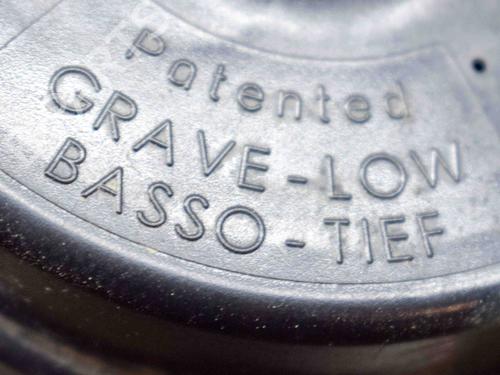 Patented
GRAVE-LOW
BASSO-TIEF